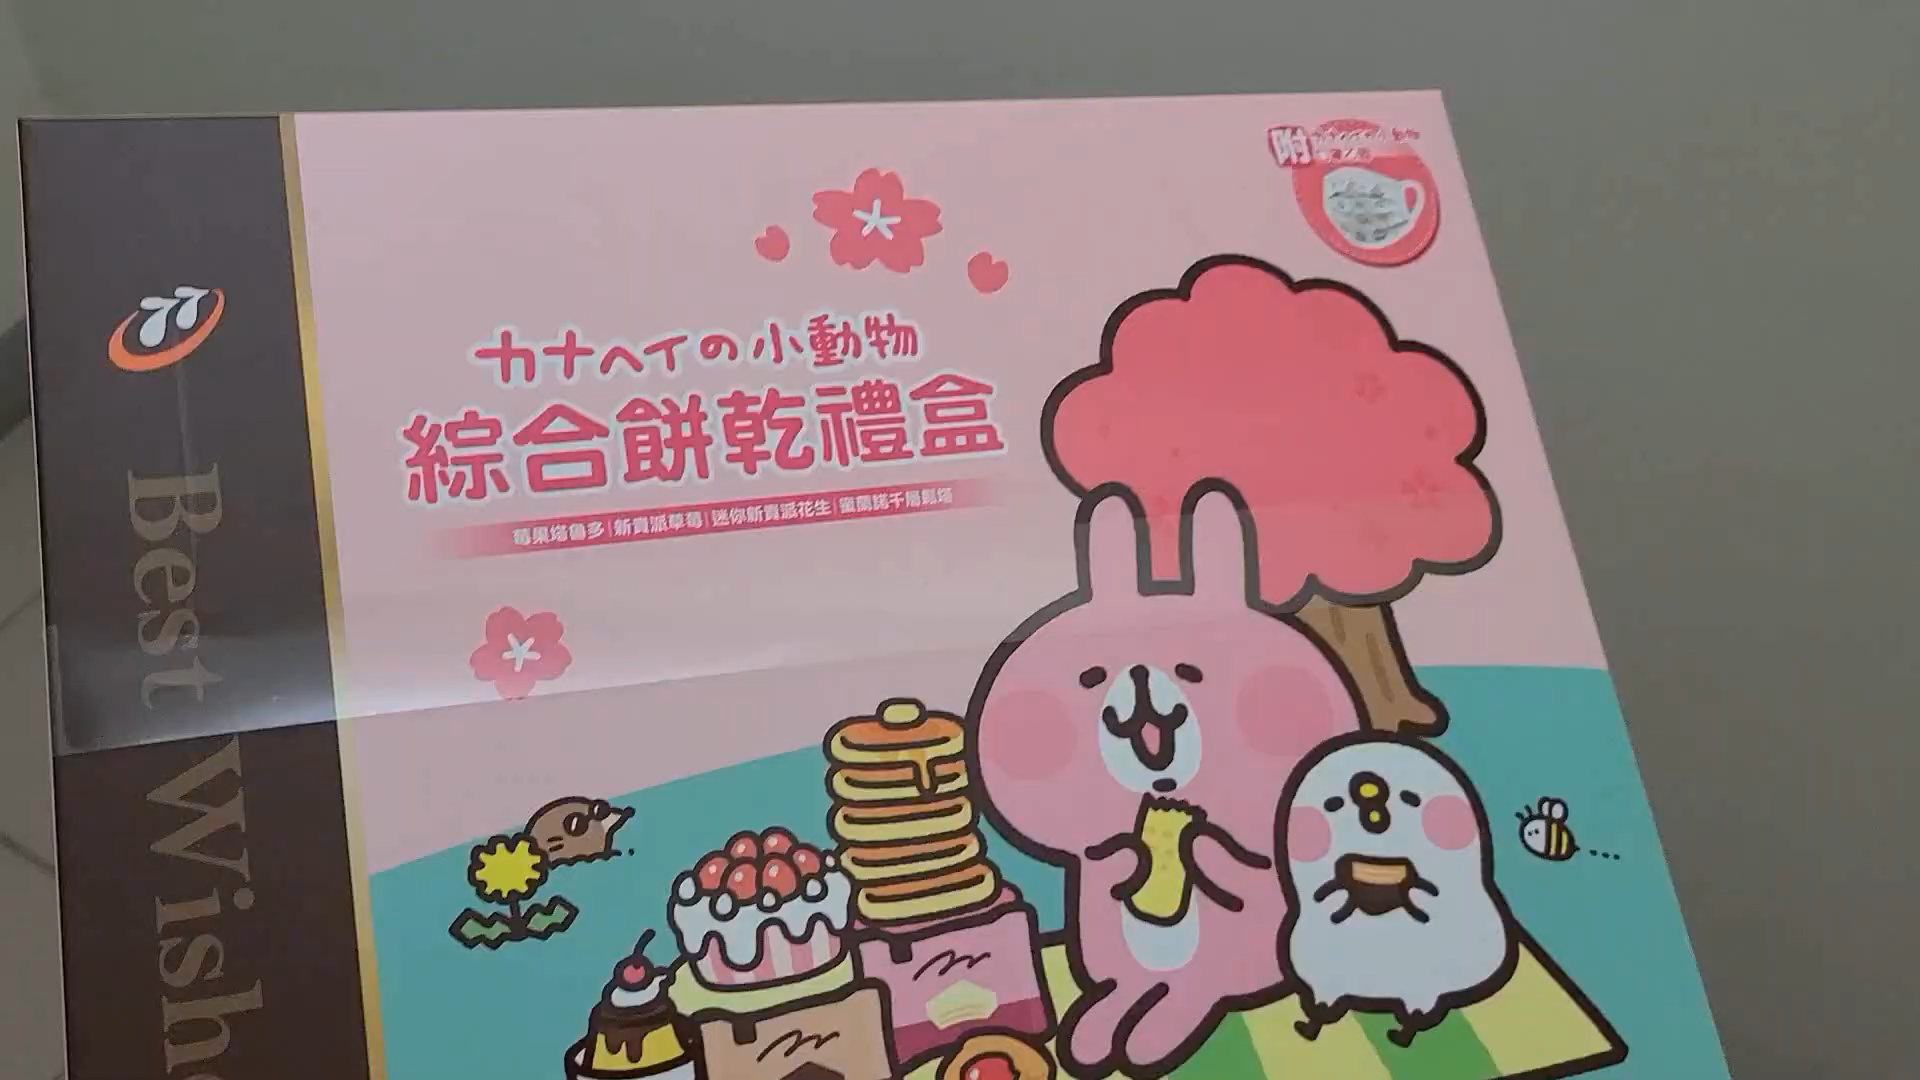 カナヘイの小動物
綜合餅乾禮盒
莓果塔魯多|新貴派草莓|迷你新貴派花生|蜜蘭諾千層鬆塔
附
77
Best Wishe